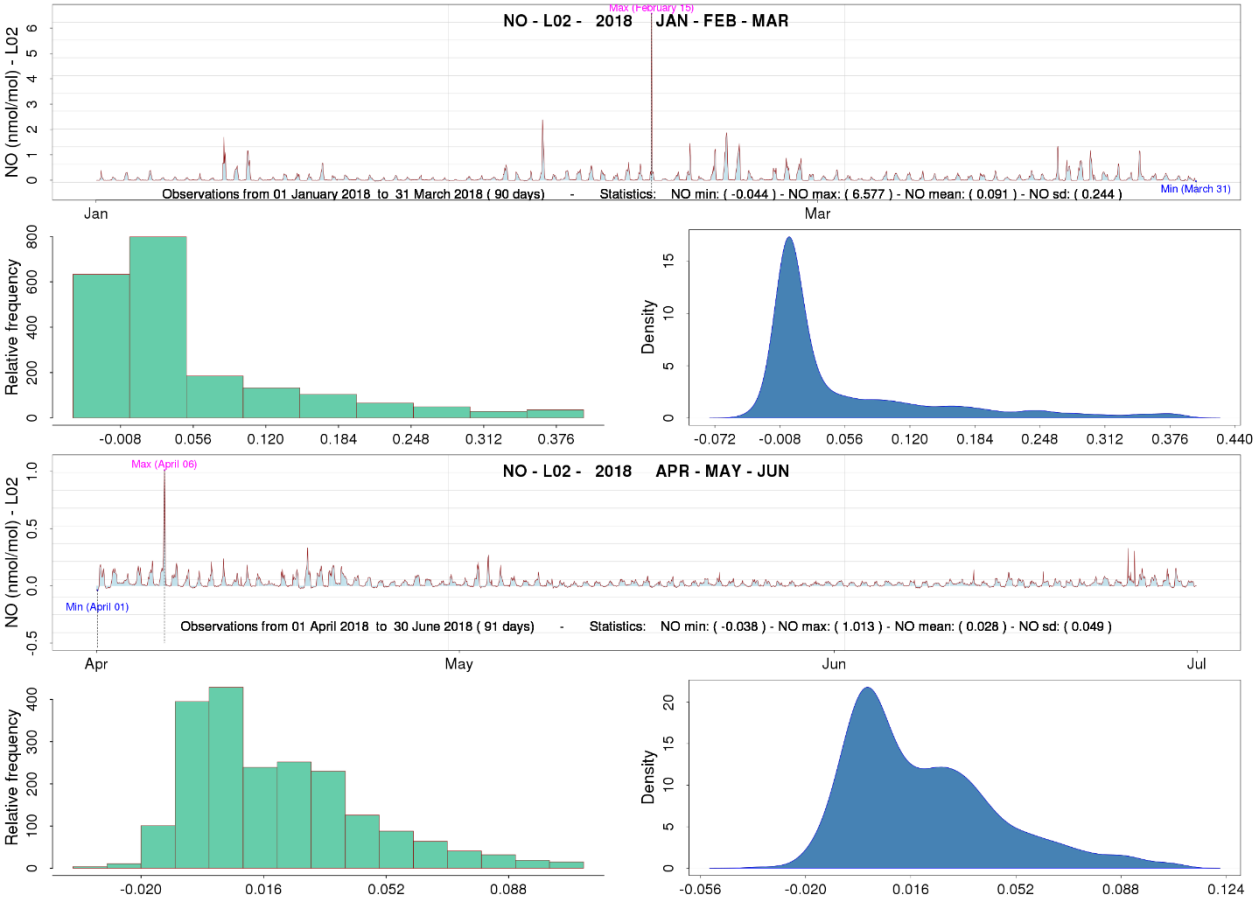 Max (February 15)
NO - L02 - 2018 JAN - FEB - MAR
NO (nmol/mol) - L02
6
5
4
3
2
1
0
Observations from 01 January 2018 to 31 March 2018 ( 90 days) - Statistics: NO min: ( -0.044 ) - NO max: ( 6.577 ) - NO mean: ( 0.091 ) - NO sd: ( 0.244 )
Min (March 31)
Jan Mar
Relative frequency
800
600
400
200
0
-0.008 0.056 0.120 0.184 0.248 0.312 0.376
Density
15
10
5
0
-0.072 -0.008 0.056 0.120 0.184 0.248 0.312 0.376 0.440
Max (April 06)
NO - L02 - 2018 APR - MAY - JUN
NO (nmol/mol) - L02
1.0
0.5
0.0
-0.5
Min (April 01)
Observations from 01 April 2018 to 30 June 2018 ( 91 days) - Statistics: NO min: ( -0.038 ) - NO max: ( 1.013 ) - NO mean: ( 0.028 ) - NO sd: ( 0.049 )
Apr May Jun Jul
Relative frequency
400
300
200
100
0
-0.020 0.016 0.052 0.088
Density
20
15
10
5
0
-0.056 -0.020 0.016 0.052 0.088 0.124